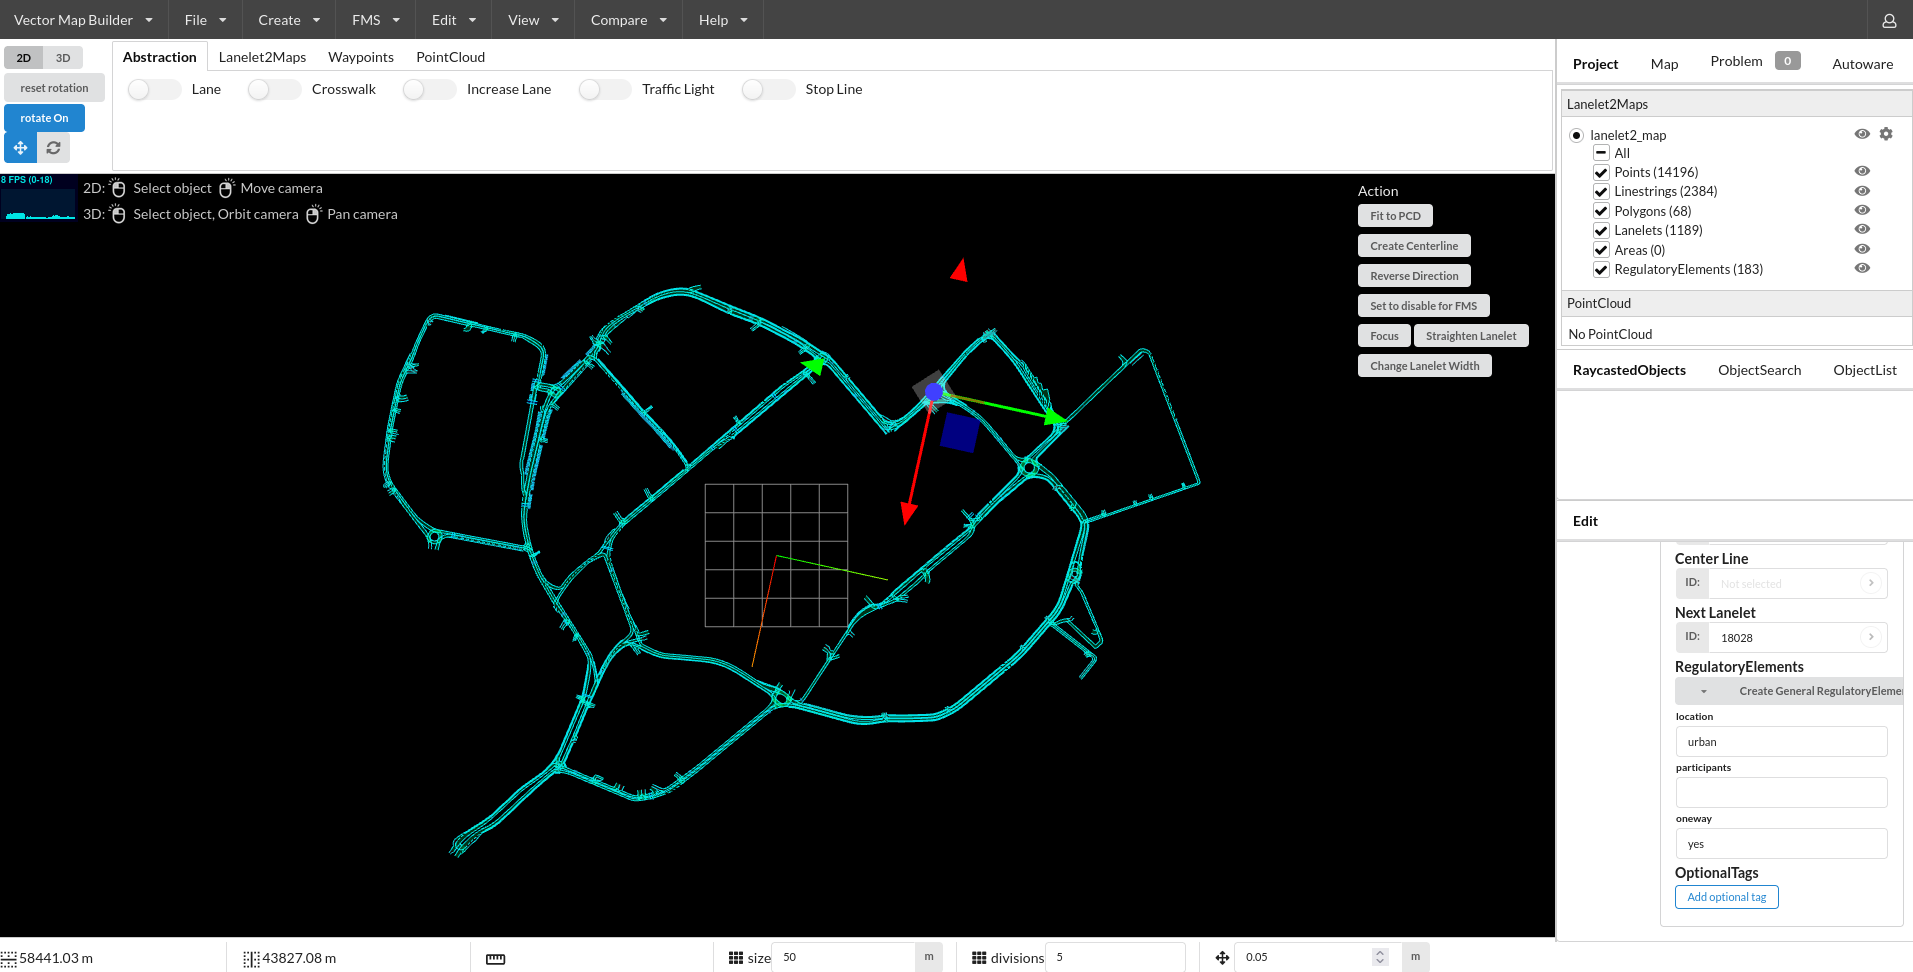 Vector Map Builder File Create FMS Edit View Compare Help
2D 3D
reset rotation
rotate On
Abstraction Lanelet2Maps Waypoints PointCloud
Lane Crosswalk Increase Lane Traffic Light Stop Line
8 FPS (0-18)
2D: Select object Move camera
3D: Select object, Orbit camera Pan camera
Action
Fit to PCD
Create Centerline
Reverse Direction
Set to disable for FMS
Focus Straighten Lanelet
Change Lanelet Width
Project Map Problem 0 Autoware
Lanelet2Maps
lanelet2_map
All
Points (14196)
Linestrings (2384)
Polygons (68)
Lanelets (1189)
Areas (0)
RegulatoryElements (183)
PointCloud
No PointCloud
RaycastedObjects ObjectSearch ObjectList
Edit
Center Line
ID: Not selected
Next Lanelet
ID: 18028
RegulatoryElements
Create General RegulatoryElemen
location
urban
participants
oneway
yes
OptionalTags
Add optional tag
58441.03 m 43827.08 m size 50 m divisions 5 0.05 m